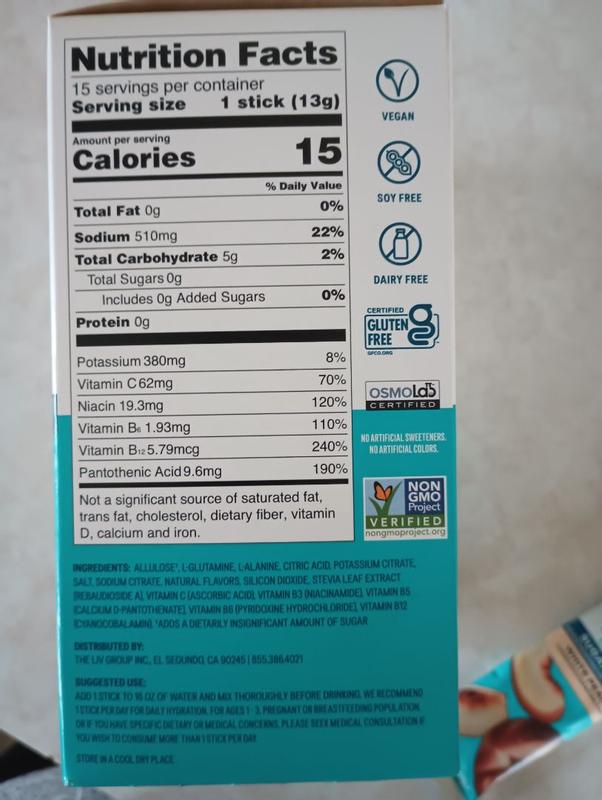 Nutrition Facts
15 servings per container
Serving size 1 stick (13g)
Amount per serving
Calories 15
% Daily Value
Total Fat 0g 0%
Sodium 510mg 22%
Total Carbohydrate 5g 2%
Total Sugars 0g
Includes 0g Added Sugars 0%
Protein 0g
Potassium 380mg 8%
Vitamin C 62mg 70%
Niacin 19.3mg 120%
Vitamin B₆ 1.93mg 110%
Vitamin B₁₂ 5.79mcg 240%
Pantothenic Acid 9.6mg 190%
Not a significant source of saturated fat,
trans fat, cholesterol, dietary fiber, vitamin
D, calcium and iron.
VEGAN
SOY FREE
DAIRY FREE
CERTIFIED
GLUTEN
FREE
GFCO.ORG
OSMOLab
CERTIFIED
NO ARTIFICIAL SWEETENERS.
NO ARTIFICIAL COLORS.
NON
GMO
Project
VERIFIED
nongmoproject.org
INGREDIENTS: ALLULOSE¹, L-GLUTAMINE, L-ALANINE, CITRIC ACID, POTASSIUM CITRATE,
SALT, SODIUM CITRATE, NATURAL FLAVORS, SILICON DIOXIDE, STEVIA LEAF EXTRACT
(REBAUDIOSIDE A), VITAMIN C (ASCORBIC ACID), VITAMIN B3 (NIACINAMIDE), VITAMIN B5
(CALCIUM D-PANTOTHENATE), VITAMIN B6 (PYRIDOXINE HYDROCHLORIDE), VITAMIN B12
(CYANOCOBALAMIN). ¹ADDS A DIETARILY INSIGNIFICANT AMOUNT OF SUGAR
DISTRIBUTED BY:
THE LIV GROUP INC., EL SEGUNDO, CA 90245 | 855.386.4021
SUGGESTED USE:
ADD 1 STICK TO 16 OZ OF WATER AND MIX THOROUGHLY BEFORE DRINKING. WE RECOMMEND
1 STICK PER DAY FOR DAILY HYDRATION. FOR AGES 1 - 3, PREGNANT OR BREASTFEEDING POPULATION,
OR IF YOU HAVE SPECIFIC DIETARY OR MEDICAL CONCERNS, PLEASE SEEK MEDICAL CONSULTATION IF
YOU WISH TO CONSUME MORE THAN 1 STICK PER DAY.
STORE IN A COOL DRY PLACE.